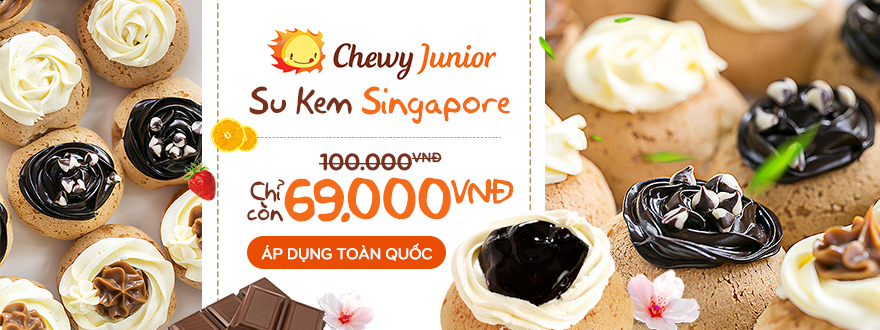 Chewy Junior
Su Kem Singapore
100.000VNĐ
Chỉ còn 69,000VNĐ
ÁP DỤNG TOÀN QUỐC